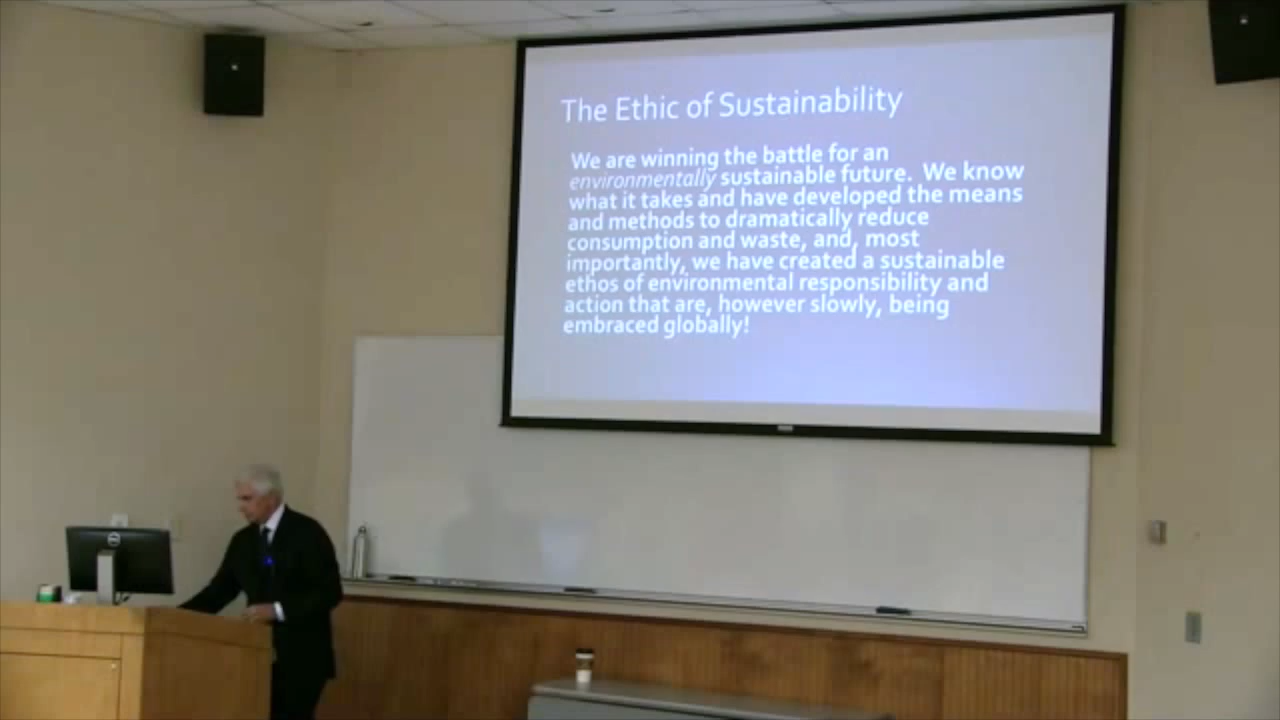 The Ethic of Sustainability
We are winning the battle for an
environmentally sustainable future. We know
what it takes and have developed the means
and methods to dramatically reduce
consumption and waste, and, most
importantly, we have created a sustainable
ethos of environmental responsibility and
action that are, however slowly, being
embraced globally!
DELL